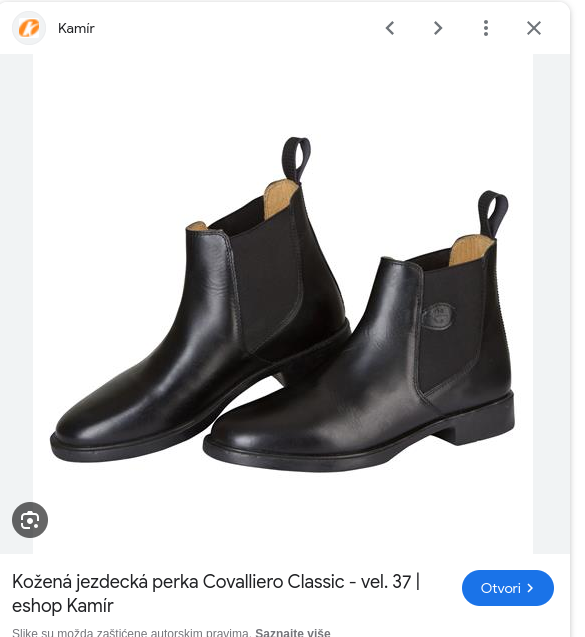 Kamír
Kožená jezdecká perka Covalliero Classic - vel. 37 |
eshop Kamír
Otvori
Slike su možda zaštićene autorskim pravima. Saznajte više